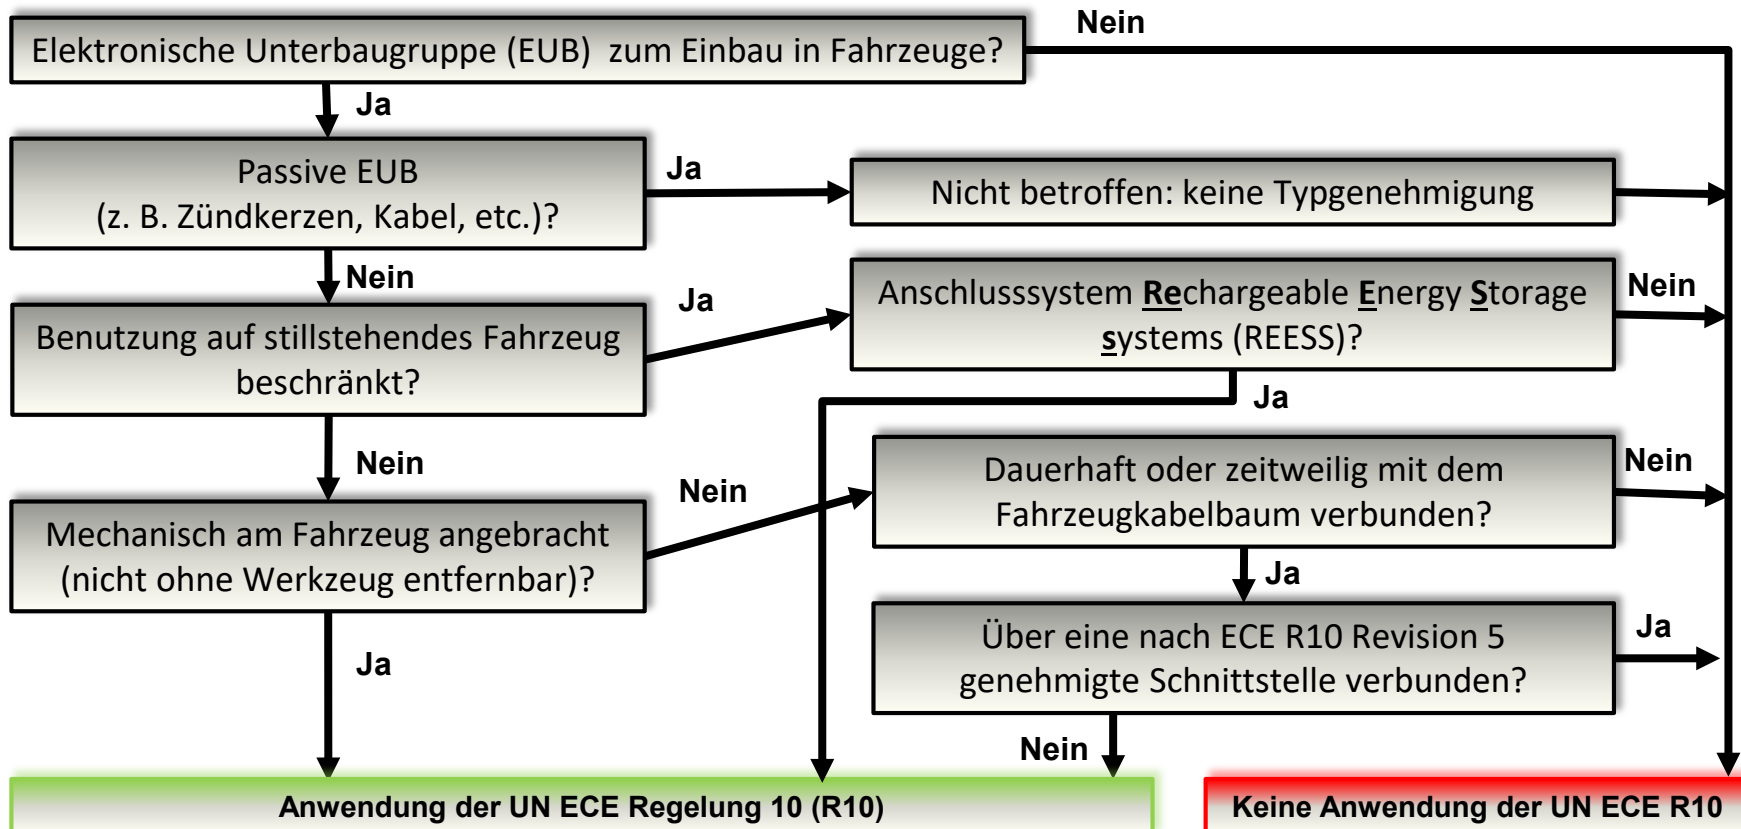 Nein
Elektronische Unterbaugruppe (EUB) zum Einbau in Fahrzeuge?
Ja
Passive EUB
(z. B. Zündkerzen, Kabel, etc.)?
Ja
Nicht betroffen: keine Typgenehmigung
Nein
Benutzung auf stillstehendes Fahrzeug
beschränkt?
Ja
Anschlusssystem Rechargeable Energy Storage
systems (REESS)?
Nein
Ja
Nein
Mechanisch am Fahrzeug angebracht
(nicht ohne Werkzeug entfernbar)?
Nein
Dauerhaft oder zeitweilig mit dem
Fahrzeugkabelbaum verbunden?
Nein
Ja
Über eine nach ECE R10 Revision 5
genehmigte Schnittstelle verbunden?
Ja
Ja
Nein
Anwendung der UN ECE Regelung 10 (R10)
Keine Anwendung der UN ECE R10